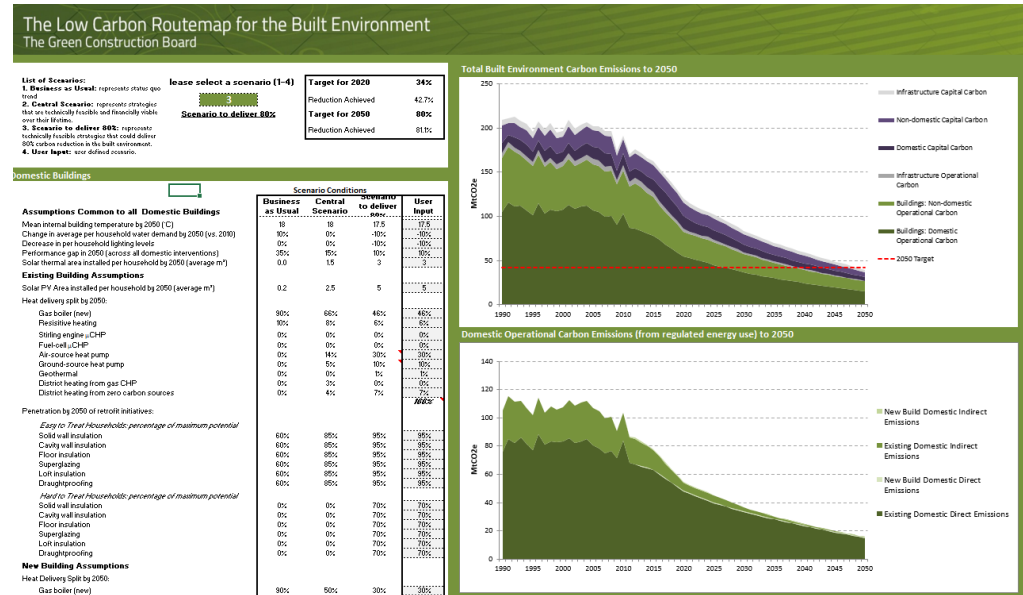 The Low Carbon Routemap for the Built Environment
The Green Construction Board
List of Scenarios:
1. Business as Usual: represents status quo
trend
2. Central Scenario: represents strategies
that are technically feasible and financially viable
over their lifetime.
3. Scenario to deliver 80%: represents
technically feasible strategies that could deliver
80% carbon reduction in the built environment.
4. User Input: user defined scenario.
lease select a scenario (1-4)
3
Scenario to deliver 80%
Target for 2020 34%
Reduction Achieved 42.7%
Target for 2050 80%
Reduction Achieved 81.1%
Domestic Buildings
Scenario Conditions
Business as Usual
Central Scenario
Scenario to deliver 80%
User Input
Assumptions Common to all Domestic Buildings
Mean internal building temperature by 2050 (°C) 18 18 17.5 17.5
Change in average per household water demand by 2050 (vs. 2010) 10% 0% -10% -10%
Decrease in per household lighting levels 0% 0% -10% -10%
Performance gap in 2050 (across all domestic interventions) 35% 15% 10% 10%
Solar thermal area installed per household by 2050 (average m²) 0.0 1.5 3 3
Existing Building Assumptions
Solar PV Area installed per household by 2050 (average m²) 0.2 2.5 5 5
Heat delivery split by 2050:
Gas boiler (new) 90% 66% 46% 46%
Resisitive heating 10% 8% 6% 6%
Stirling engine μCHP 0% 0% 0% 0%
Fuel-cell μCHP 0% 0% 0% 0%
Air-source heat pump 0% 14% 30% 30%
Ground-source heat pump 0% 5% 10% 10%
Geothermal 0% 0% 1% 1%
District heating from gas CHP 0% 3% 0% 0%
District heating from zero carbon sources 0% 4% 7% 7%
100%
Penetration by 2050 of retrofit initiatives:
Easy to Treat Households: percentage of maximum potential
Solid wall insulation 60% 85% 95% 95%
Cavity wall insulation 60% 85% 95% 95%
Floor insulation 60% 85% 95% 95%
Superglazing 60% 85% 95% 95%
Loft insulation 60% 85% 95% 95%
Draughtproofing 60% 85% 95% 95%
Hard to Treat Households: percentage of maximum potential
Solid wall insulation 0% 0% 70% 70%
Cavity wall insulation 0% 0% 70% 70%
Floor insulation 0% 0% 70% 70%
Superglazing 0% 0% 70% 70%
Loft insulation 0% 0% 70% 70%
Draughtproofing 0% 0% 70% 70%
New Building Assumptions
Heat Delivery Split by 2050:
Gas boiler (new) 90% 50% 30% 30%
Total Built Environment Carbon Emissions to 2050
MtCO2e
250
200
150
100
50
0
1990 1995 2000 2005 2010 2015 2020 2025 2030 2035 2040 2045 2050
Infrastructure Capital Carbon
Non-domestic Capital Carbon
Domestic Capital Carbon
Infrastructure Operational
Carbon
Buildings: Non-domestic
Operational Carbon
Buildings: Domestic
Operational Carbon
2050 Target
Domestic Operational Carbon Emissions (from regulated energy use) to 2050
MtCO2e
140
120
100
80
60
40
20
0
1990 1995 2000 2005 2010 2015 2020 2025 2030 2035 2040 2045 2050
New Build Domestic Indirect
Emissions
Existing Domestic Indirect
Emissions
New Build Domestic Direct
Emissions
Existing Domestic Direct Emissions